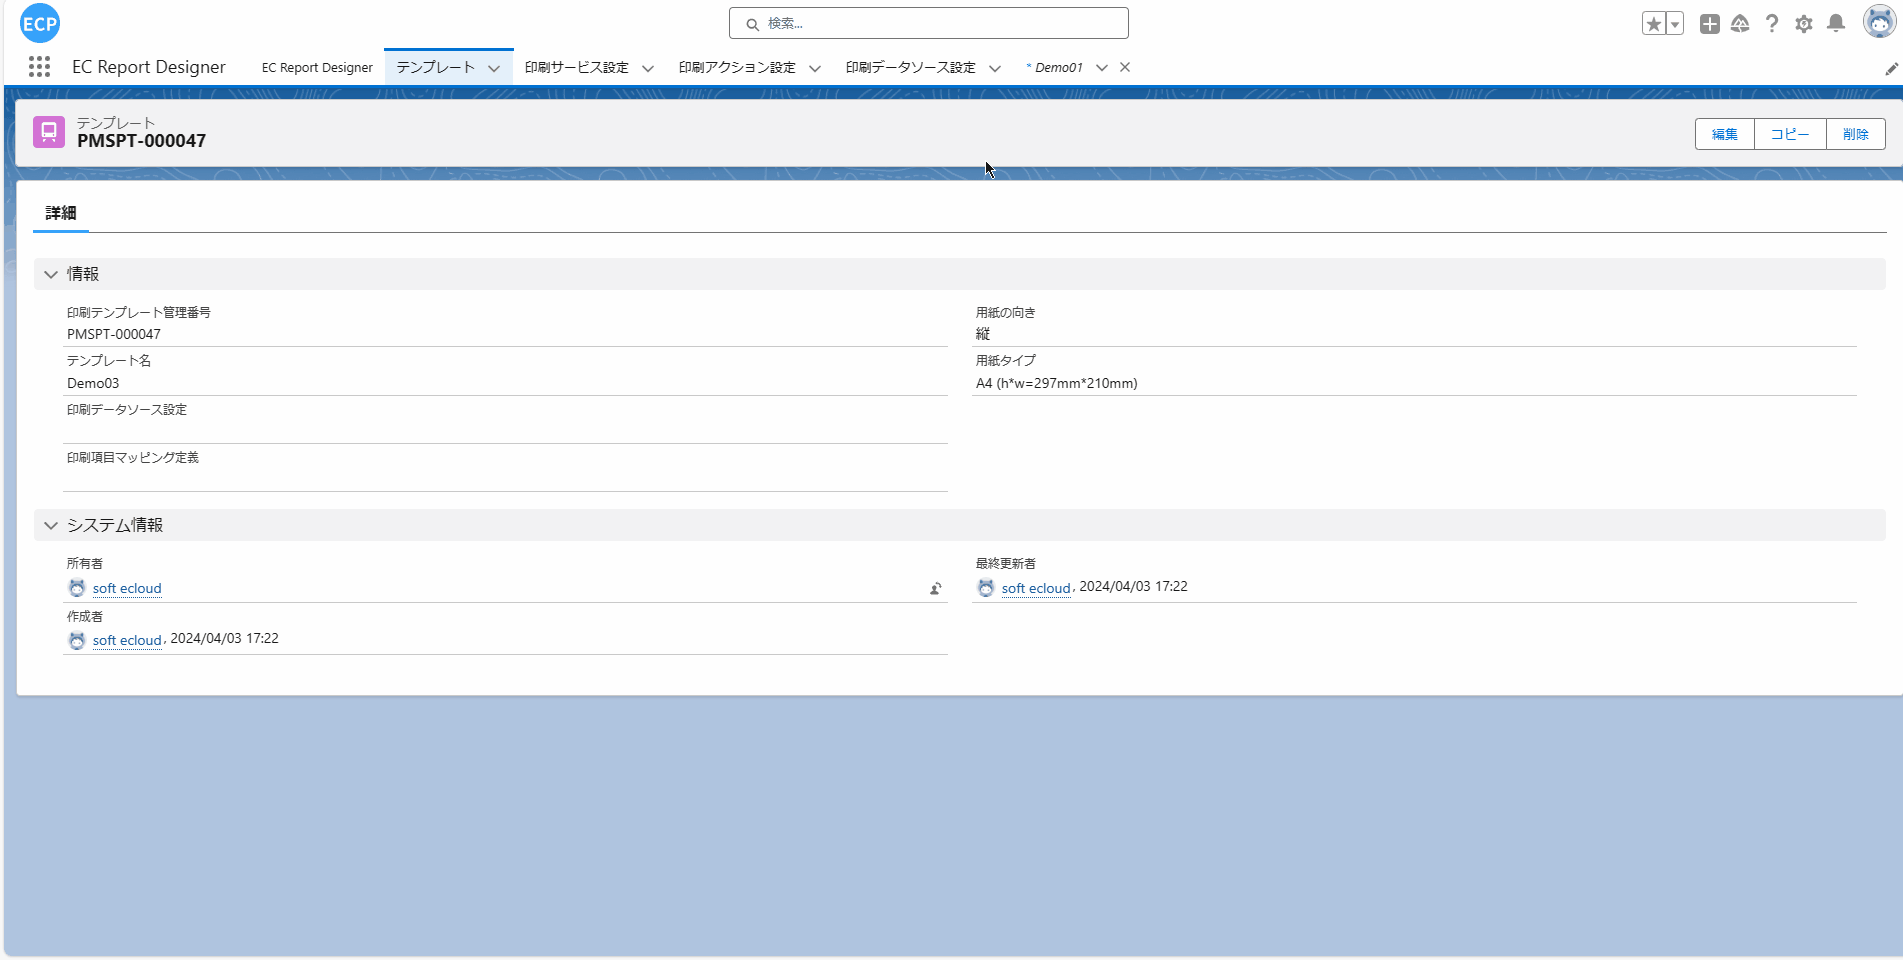 ECP
検索...
EC Report Designer
EC Report Designer
テンプレート
印刷サービス設定
印刷アクション設定
印刷データソース設定
* Demo01
テンプレート
PMSPT-000047
編集
コピー
削除
詳細
情報
印刷テンプレート管理番号
PMSPT-000047
用紙の向き
縦
テンプレート名
Demo03
用紙タイプ
A4 (h*w=297mm*210mm)
印刷データソース設定
印刷項目マッピング定義
システム情報
所有者
soft ecloud
最終更新者
soft ecloud, 2024/04/03 17:22
作成者
soft ecloud, 2024/04/03 17:22